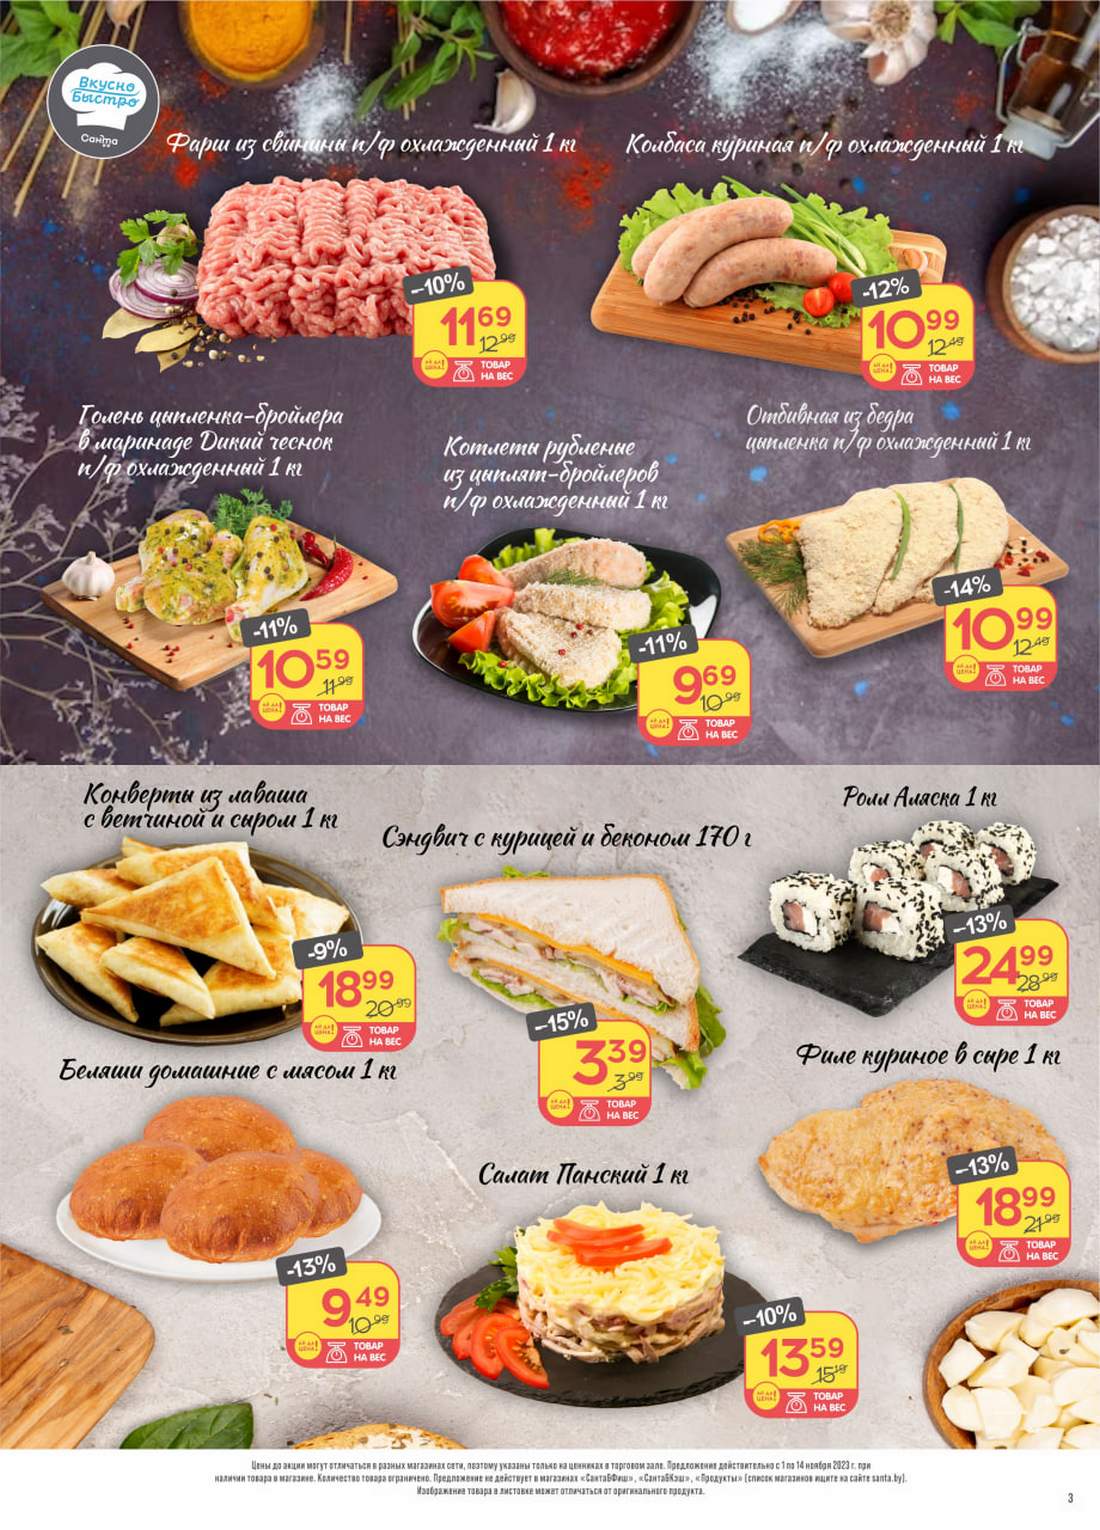 Вкусно
Быстро
Санта
Фарш из свинины п/ф охлажденный 1 кг
-10%
11 69
12 99
ТОВАР
НА ВЕС
Колбаса куриная п/ф охлажденный 1 кг
-12%
10 99
12 49
ТОВАР
НА ВЕС
Голень цыпленка-бройлера
в маринаде Дикий чеснок
п/ф охлажденный 1 кг
-11%
10 59
11 99
ТОВАР
НА ВЕС
Котлеты рубленые
из цыплят-бройлеров
п/ф охлажденный 1 кг
-11%
9 69
10 99
ТОВАР
НА ВЕС
Отбивная из бедра
цыпленка п/ф охлажденный 1 кг
-14%
10 99
12 49
ТОВАР
НА ВЕС
Конверты из лаваша
с ветчиной и сыром 1 кг
-9%
18 99
20 99
ТОВАР
НА ВЕС
Сэндвич с курицей и беконом 170 г
-15%
3 39
3 99
ТОВАР
НА ВЕС
Ролл Аляска 1 кг
-13%
24 99
28 99
ТОВАР
НА ВЕС
Беляши домашние с мясом 1 кг
-13%
9 49
10 99
ТОВАР
НА ВЕС
Салат Панский 1 кг
-10%
13 59
15 19
ТОВАР
НА ВЕС
Филе куриное в сыре 1 кг
-13%
18 99
21 99
ТОВАР
НА ВЕС
Цены до акции могут отличаться в разных магазинах сети, поэтому указаны только на ценниках в торговом зале. Предложение действительно с 1 по 14 ноября 2023 г. при
наличии товара в магазине. Количество товара ограничено. Предложение не действует в магазинах «Санта&Фиш», «Санта&Кэш», «Продукты» (список магазинов ищите на сайте santa.by).
Изображение товара в листовке может отличаться от оригинального продукта.
3